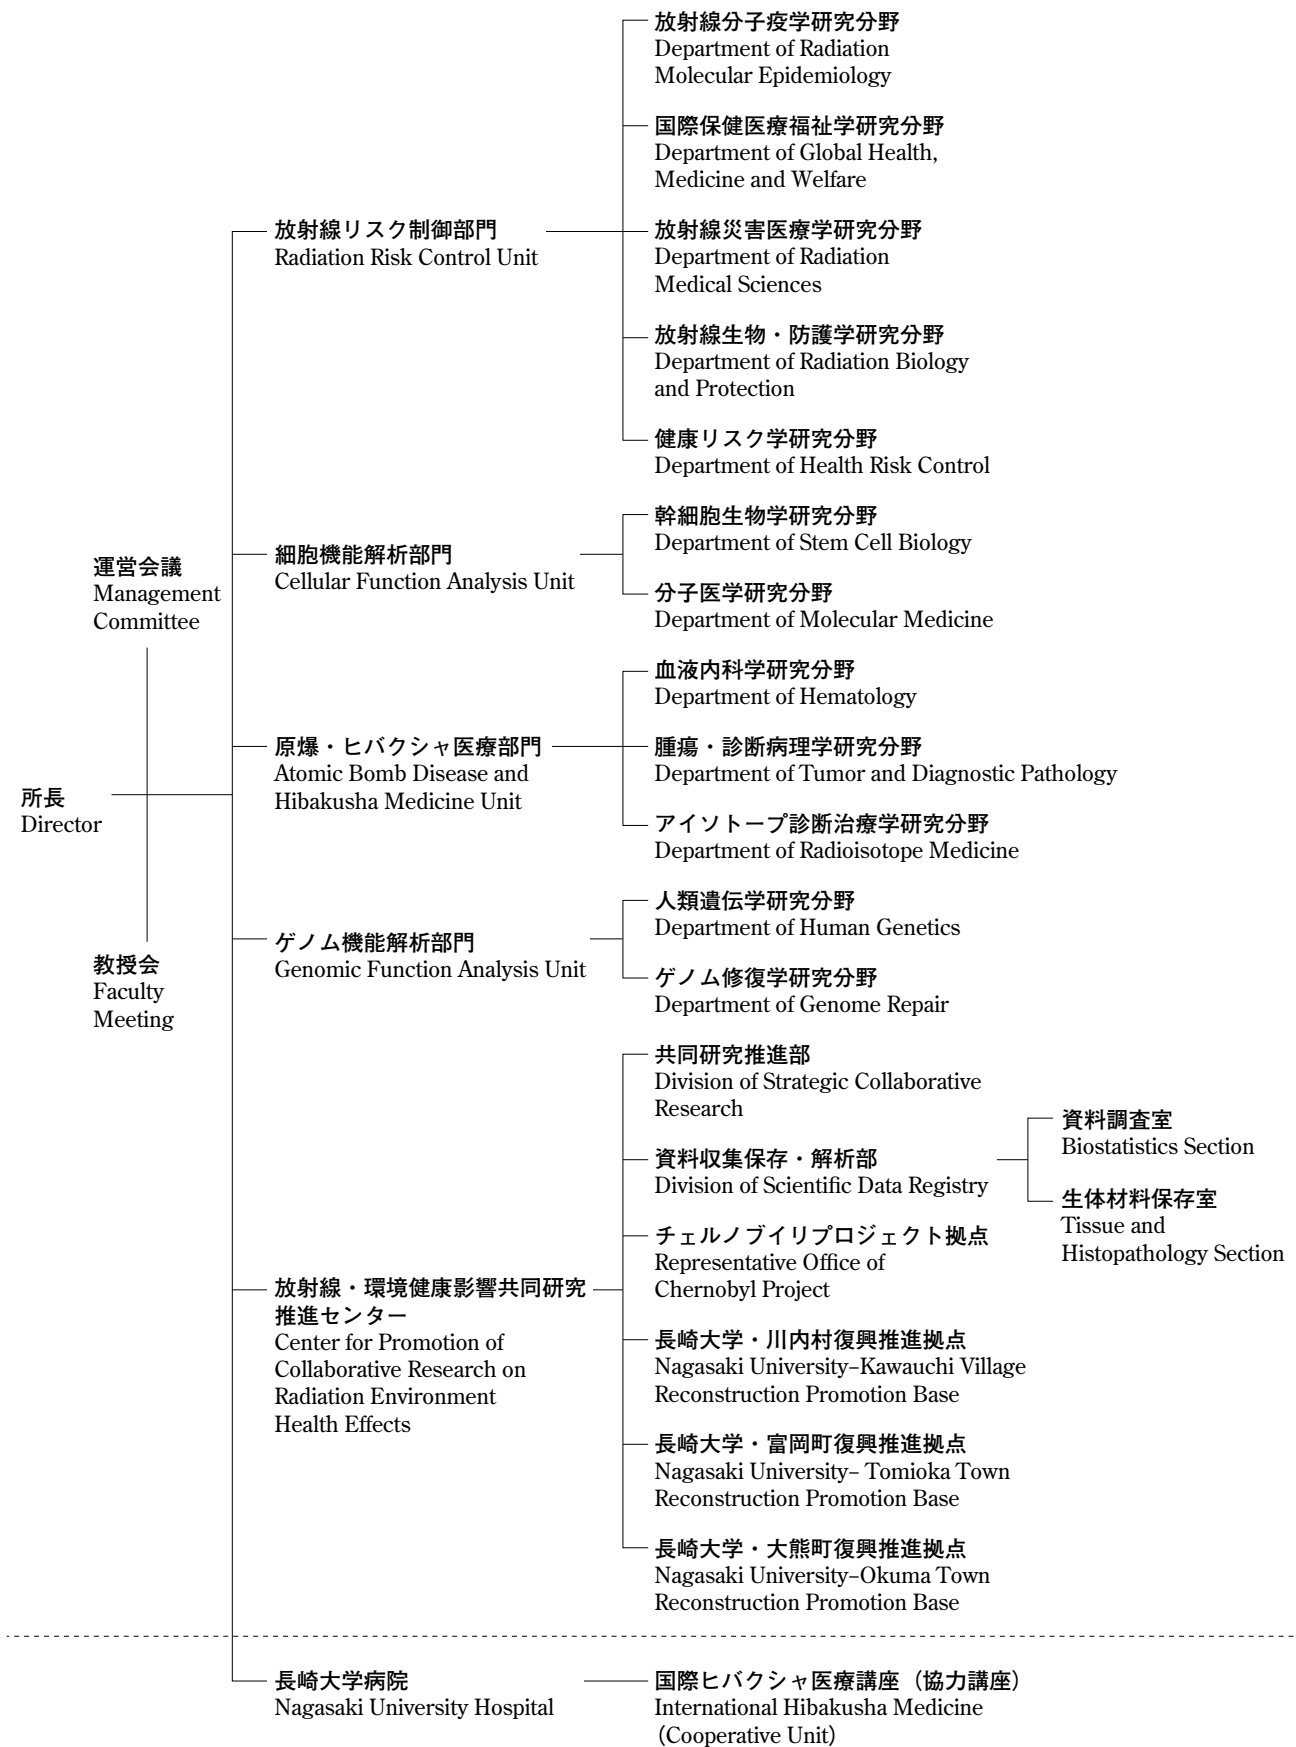 所長
Director
運営会議
Management
Committee
教授会
Faculty
Meeting
放射線リスク制御部門
Radiation Risk Control Unit
放射線分子疫学研究分野
Department of Radiation
Molecular Epidemiology
国際保健医療福祉学研究分野
Department of Global Health,
Medicine and Welfare
放射線災害医療学研究分野
Department of Radiation
Medical Sciences
放射線生物・防護学研究分野
Department of Radiation Biology
and Protection
健康リスク学研究分野
Department of Health Risk Control
細胞機能解析部門
Cellular Function Analysis Unit
幹細胞生物学研究分野
Department of Stem Cell Biology
分子医学研究分野
Department of Molecular Medicine
原爆・ヒバクシャ医療部門
Atomic Bomb Disease and
Hibakusha Medicine Unit
血液内科学研究分野
Department of Hematology
腫瘍・診断病理学研究分野
Department of Tumor and Diagnostic Pathology
アイソトープ診断治療学研究分野
Department of Radioisotope Medicine
ゲノム機能解析部門
Genomic Function Analysis Unit
人類遺伝学研究分野
Department of Human Genetics
ゲノム修復学研究分野
Department of Genome Repair
放射線・環境健康影響共同研究
推進センター
Center for Promotion of
Collaborative Research on
Radiation Environment
Health Effects
共同研究推進部
Division of Strategic Collaborative
Research
資料収集保存・解析部
Division of Scientific Data Registry
資料調査室
Biostatistics Section
生体材料保存室
Tissue and
Histopathology Section
チェルノブイリプロジェクト拠点
Representative Office of
Chernobyl Project
長崎大学・川内村復興推進拠点
Nagasaki University–Kawauchi Village
Reconstruction Promotion Base
長崎大学・富岡町復興推進拠点
Nagasaki University– Tomioka Town
Reconstruction Promotion Base
長崎大学・大熊町復興推進拠点
Nagasaki University–Okuma Town
Reconstruction Promotion Base
長崎大学病院
Nagasaki University Hospital
国際ヒバクシャ医療講座（協力講座）
International Hibakusha Medicine
(Cooperative Unit)